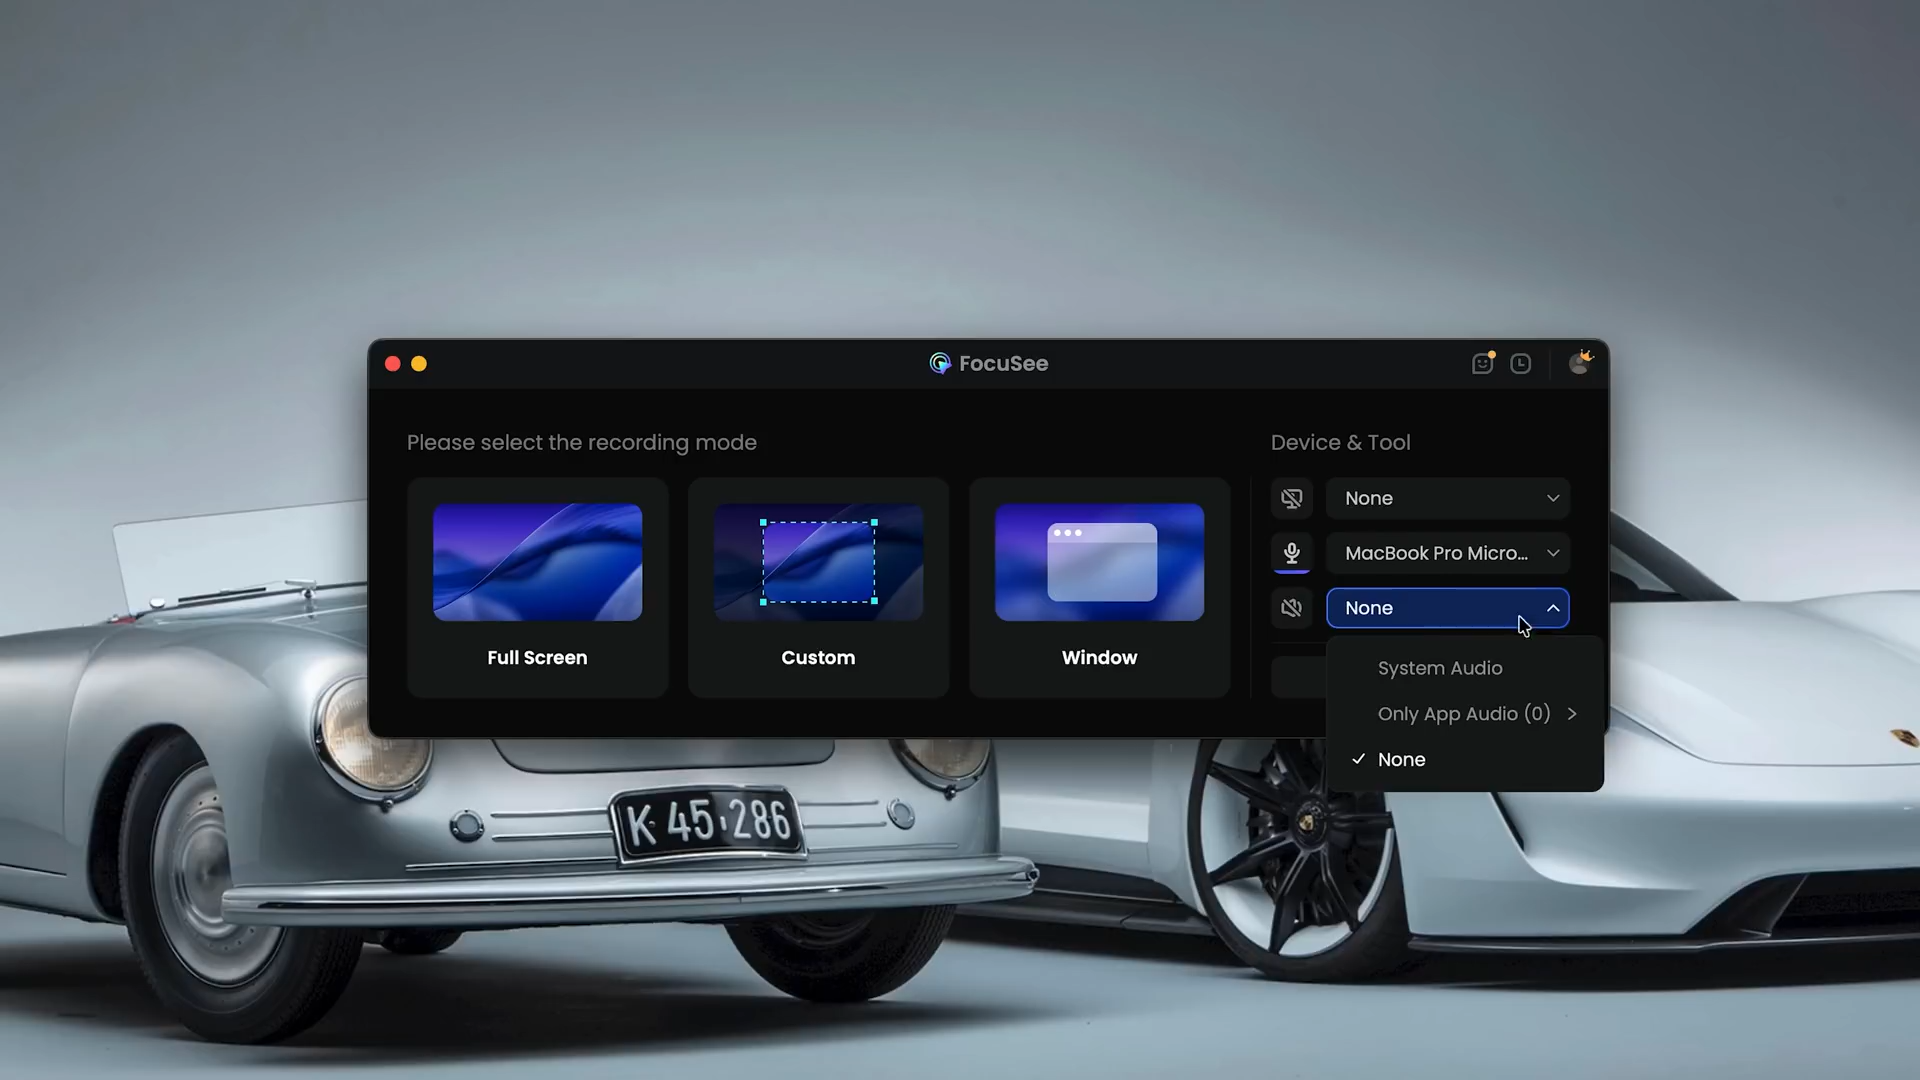 FocuSee
Please select the recording mode
Device & Tool
None
MacBook Pro Micro...
None
System Audio
Only App Audio (0)
None
Full Screen
Custom
Window
K 45·286